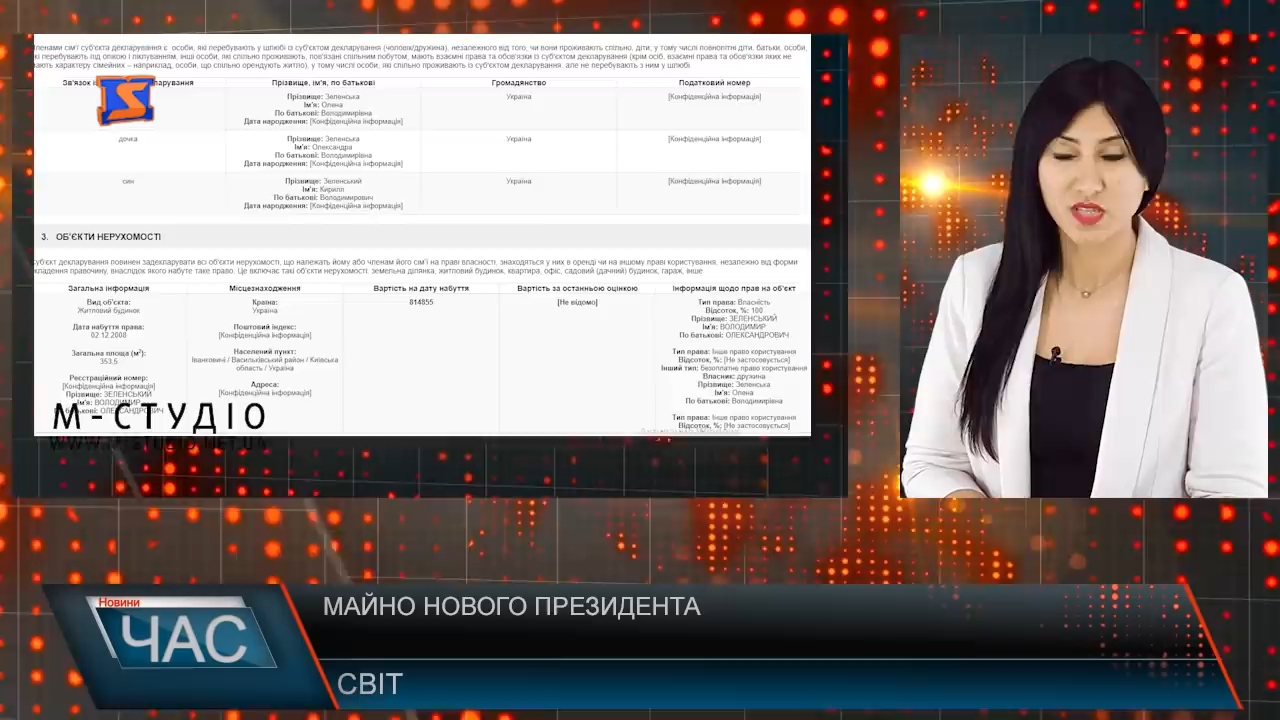 Членами сім'ї суб'єкта декларування є: особи, які перебувають у шлюбі із суб'єктом декларування (чоловік/дружина), незалежно від того, чи вони проживають спільно, діти, у тому числі повнолітні діти, батьки, особи,
які перебувають під опікою і піклуванням, інші особи, які спільно проживають, пов'язані спільним побутом, мають взаємні права та обов'язки із суб'єктом декларування (крім осіб, взаємні права та обов'язки яких не
мають характеру сімейних – наприклад, особи, що спільно орендують житло), у тому числі особи, які спільно проживають із суб'єктом декларування, але не перебувають з ним у шлюбі.
Зв'язок із декларування Прізвище, ім'я, по батькові Громадянство Податковий номер
Прізвище: Зеленська Україна [Конфіденційна інформація]
Ім'я: Олена
По батькові: Володимирівна
Дата народження: [Конфіденційна інформація]
дочка Прізвище: Зеленська Україна [Конфіденційна інформація]
Ім'я: Олександра
По батькові: Володимирівна
Дата народження: [Конфіденційна інформація]
син Прізвище: Зеленський Україна [Конфіденційна інформація]
Ім'я: Кирилл
По батькові: Володимирович
Дата народження: [Конфіденційна інформація]
3. ОБ'ЄКТИ НЕРУХОМОСТІ
Суб'єкт декларування повинен задекларувати всі об'єкти нерухомості, що належать йому або членам його сім'ї на праві власності, знаходяться у них в оренді чи на іншому праві користування, незалежно від форми
укладення правочину, внаслідок якого набуте таке право. Це включає такі об'єкти нерухомості: земельна ділянка, житловий будинок, квартира, офіс, садовий (дачний) будинок, гараж, інше
Загальна інформація Місцезнаходження Вартість на дату набуття Вартість за останньою оцінкою Інформація щодо прав на об'єкт
Вид об'єкта:
Житловий будинок
Дата набуття права:
02.12.2008
Загальна площа (м²):
353.5
Реєстраційний номер:
[Конфіденційна інформація]
Прізвище: ЗЕЛЕНСЬКИЙ
Ім'я: ВОЛОДИМИР
По батькові: ОЛЕКСАНДРОВИЧ
Країна:
Україна
Поштовий індекс:
[Конфіденційна інформація]
Населений пункт:
Іванковичі / Васильківський район / Київська
область / Україна
Адреса:
[Конфіденційна інформація]
814855
[Не відомо]
Тип права: Власність
Відсоток, %: 100
Прізвище: ЗЕЛЕНСЬКИЙ
Ім'я: ВОЛОДИМИР
По батькові: ОЛЕКСАНДРОВИЧ
Тип права: Інше право користування
Відсоток, %: [Не застосовується]
Інший тип: безоплатне право користування
Власник: дружина
Прізвище: Зеленська
Ім'я: Олена
По батькові: Володимирівна
Тип права: Інше право користування
Відсоток, %: [Не застосовується]
М-СТУДІО
WWW.M-STUDIO.NET.UA
Новини
ЧАС
МАЙНО НОВОГО ПРЕЗИДЕНТА
СВІТ